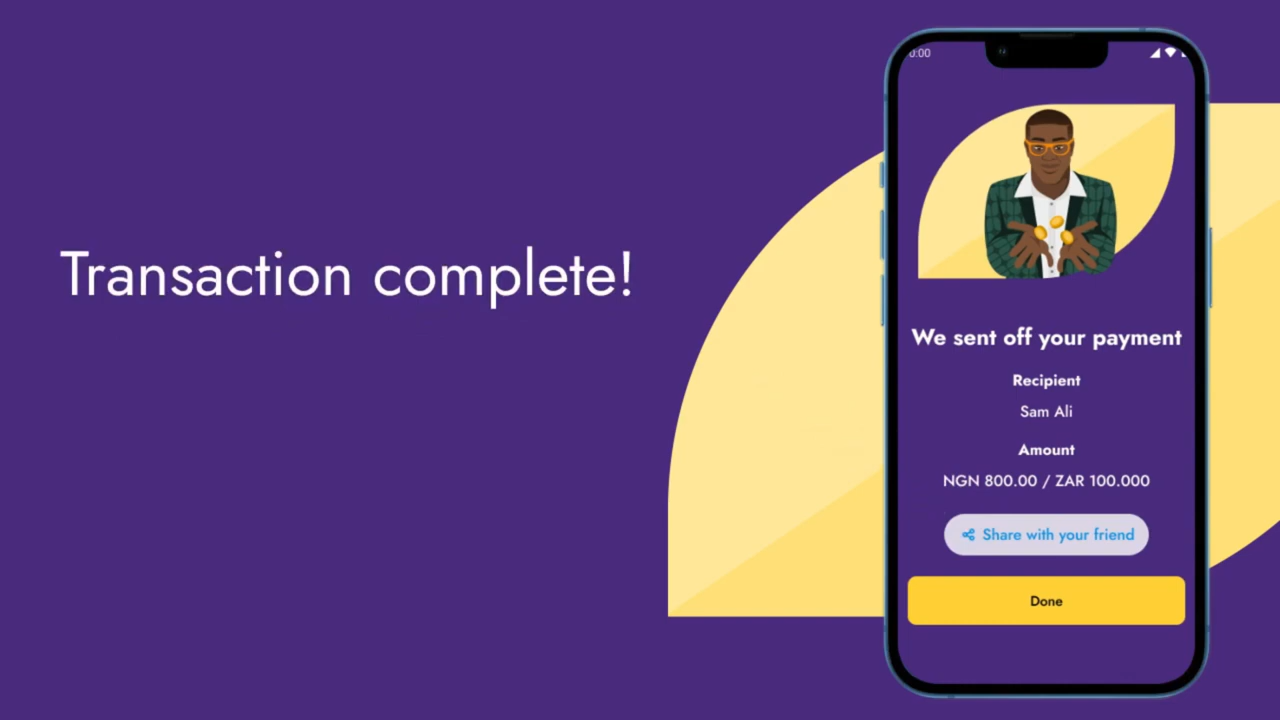 Transaction complete!
0:00
We sent off your payment
Recipient
Sam Ali
Amount
NGN 800.00 / ZAR 100.000
Share with your friend
Done